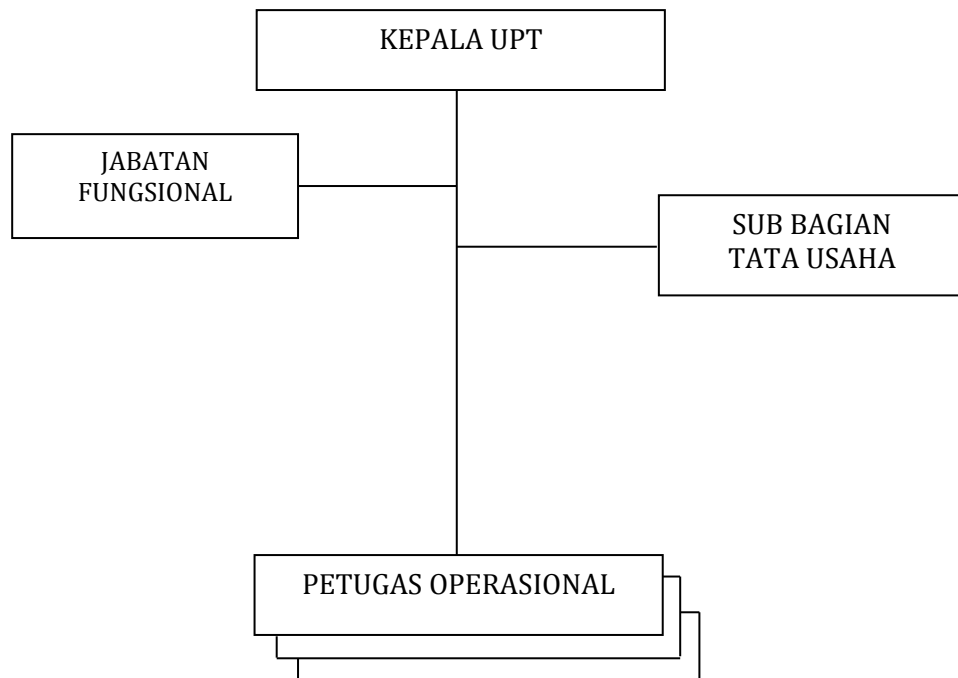 KEPALA UPT
JABATAN
FUNGSIONAL
SUB BAGIAN
TATA USAHA
PETUGAS OPERASIONAL